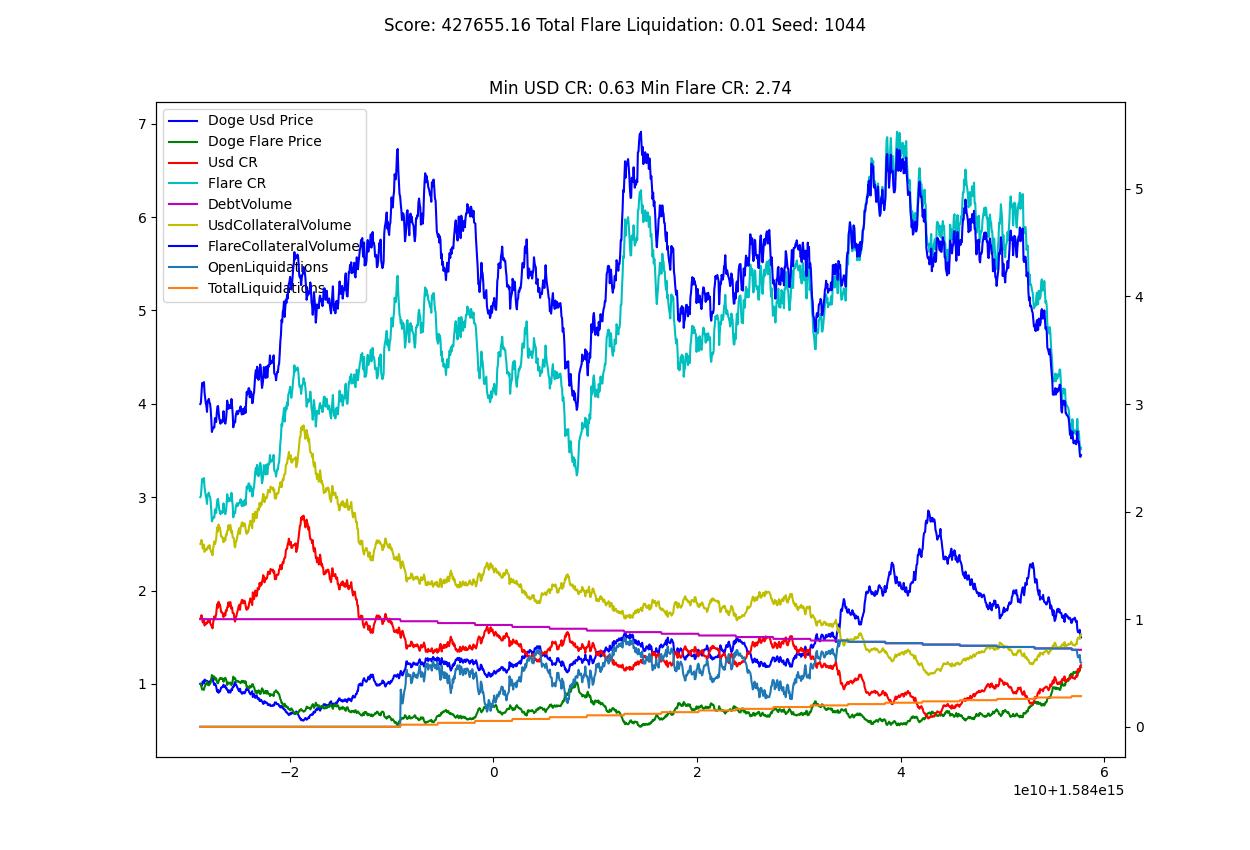 Score: 427655.16 Total Flare Liquidation: 0.01 Seed: 1044
Min USD CR: 0.63 Min Flare CR: 2.74
Doge Usd Price
Doge Flare Price
Usd CR
Flare CR
DebtVolume
UsdCollateralVolume
FlareCollateralVolume
OpenLiquidations
TotalLiquidations
7
6
5
4
3
2
1
5
4
3
2
1
0
−2
0
2
4
6
1e10+1.584e15